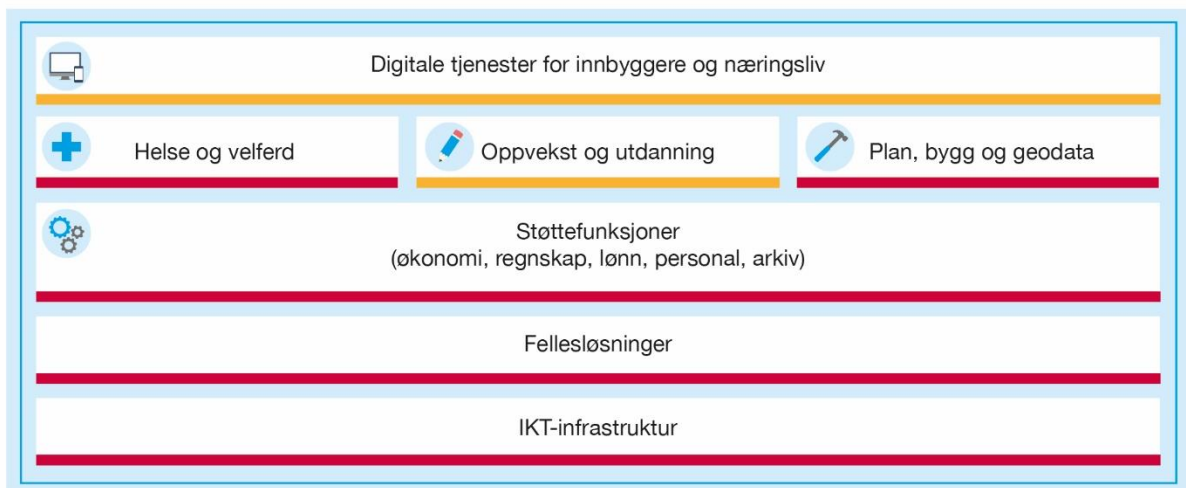 Digitale tjenester for innbyggere og næringsliv
Helse og velferd
Oppvekst og utdanning
Plan, bygg og geodata
Støttefunksjoner
(økonomi, regnskap, lønn, personal, arkiv)
Fellesløsninger
IKT-infrastruktur